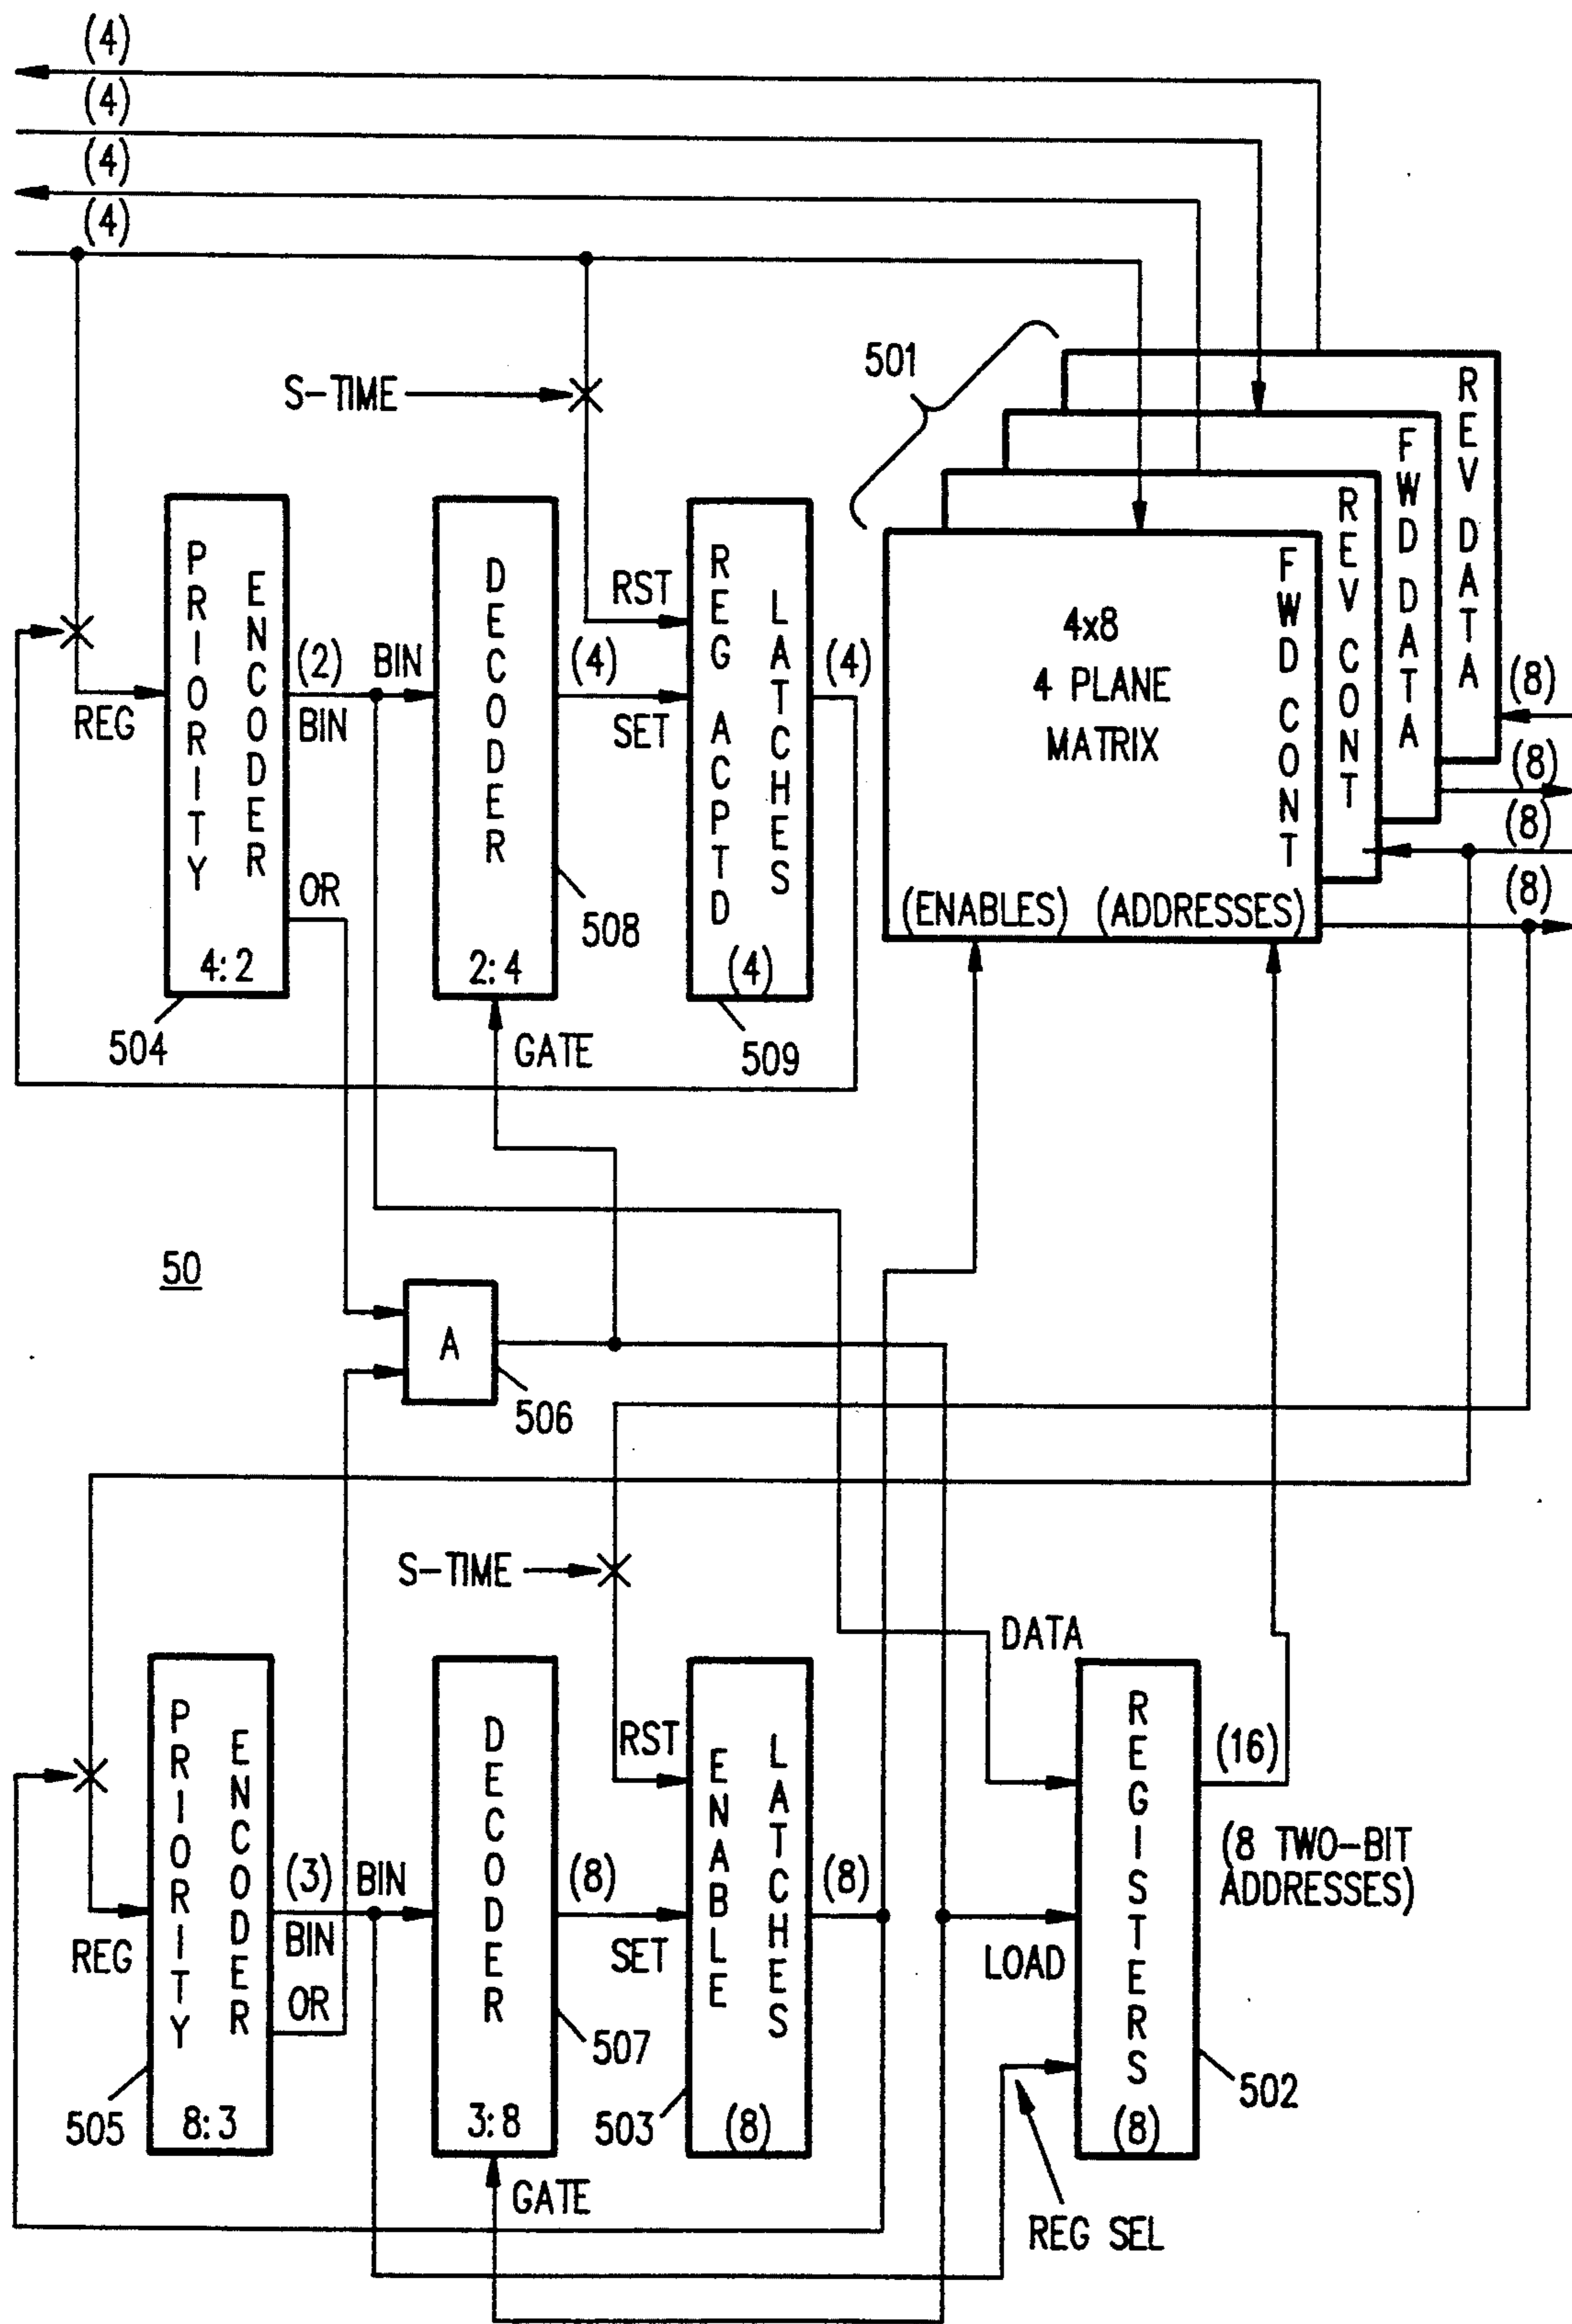 (4)
(4)
(4)
(4)
501
S-TIME
REV DATA
FWD DATA
REV CONT
FWD CONT
4x8
4 PLANE
MATRIX
(ENABLES) (ADDRESSES)
(8)
(8)
(8)
(8)
REG
PRIORITY
ENCODER
4:2
504
(2)
BIN
BIN
OR
DECODER
2:4
508
GATE
(4)
RST
SET
REG ACPTD
LATCHES
(4)
509
(4)
50
A
506
S-TIME
DATA
REG
PRIORITY
ENCODER
8:3
505
(3)
BIN
BIN
OR
DECODER
3:8
507
GATE
(8)
RST
SET
ENABLE
LATCHES
(8)
503
(8)
LOAD
REGISTERS
(8)
502
(16)
(8 TWO-BIT
ADDRESSES)
REG SEL